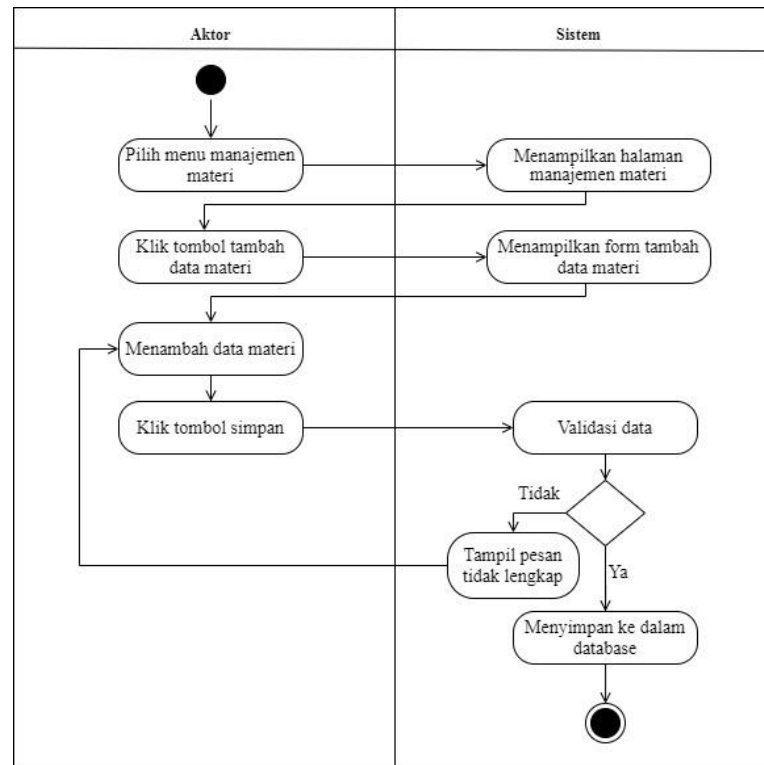 Aktor
Sistem
Pilih menu manajemen
materi
Menampilkan halaman
manajemen materi
Klik tombol tambah
data materi
Menampilkan form tambah
data materi
Menambah data materi
Klik tombol simpan
Validasi data
Tidak
Tampil pesan
tidak lengkap
Ya
Menyimpan ke dalam
database